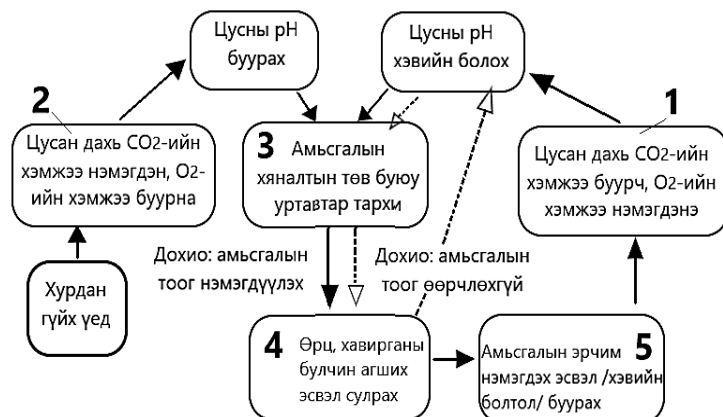 Цусны pH
буурах
Цусны pH
хэвийн болох
2
Цусан дахь CO2-ийн
хэмжээ нэмэгдэн, O2-
ийн хэмжээ буурна
3 Амьсгалын
хяналтын төв буюу
уртавтар тархи
1
Цусан дахь CO2-ийн
хэмжээ буурч, O2-ийн
хэмжээ нэмэгдэнэ
Хурдан
гүйх үед
Дохио: амьсгалын
тоог нэмэгдүүлэх
Дохио: амьсгалын
тоог өөрчлөхгүй
4 Өрц, хавирганы
булчин агших
эсвэл сулрах
Амьсгалын эрчим 5
нэмэгдэх эсвэл /хэвийн
болтол/ буурах